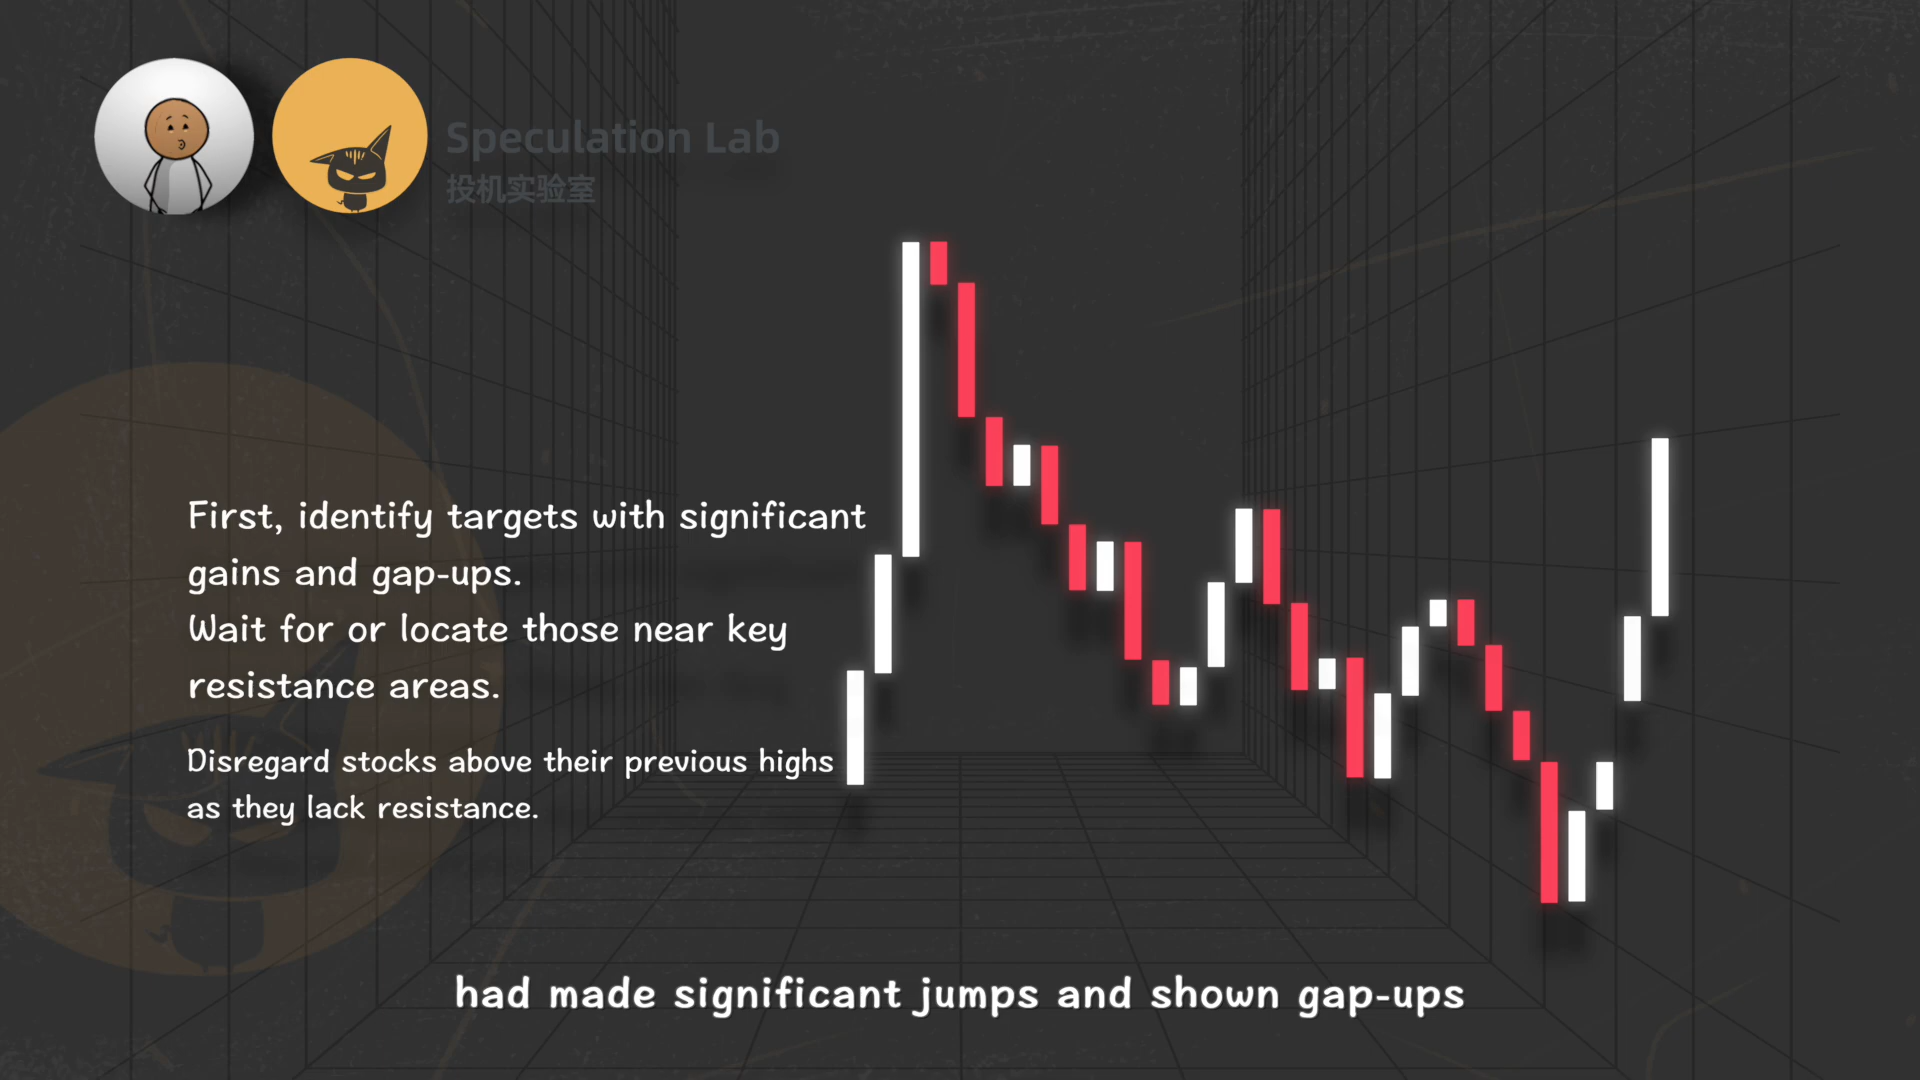 Speculation Lab
投机实验室
First, identify targets with significant
gains and gap-ups.
Wait for or locate those near key
resistance areas.
Disregard stocks above their previous highs
as they lack resistance.
had made significant jumps and shown gap-ups